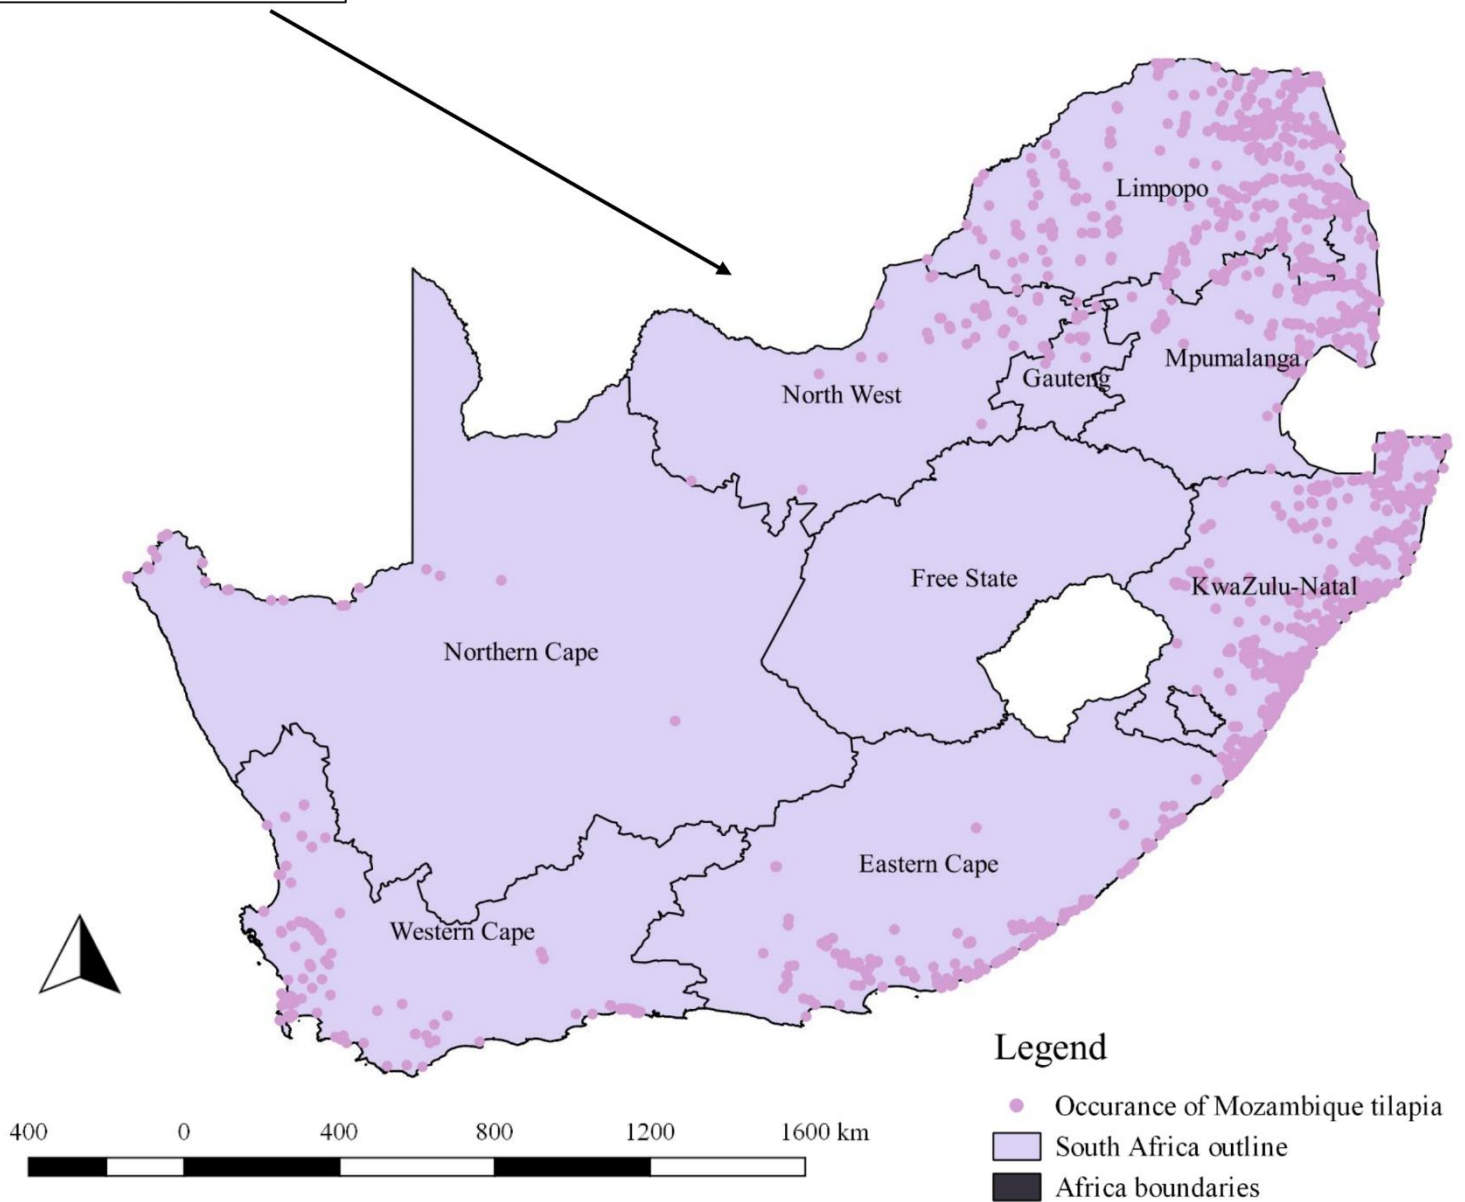 Limpopo
Mpumalanga
North West
Gauteng
Free State
KwaZulu-Natal
Northern Cape
Eastern Cape
Western Cape
Legend
Occurance of Mozambique tilapia
South Africa outline
Africa boundaries
400 0 400 800 1200 1600 km